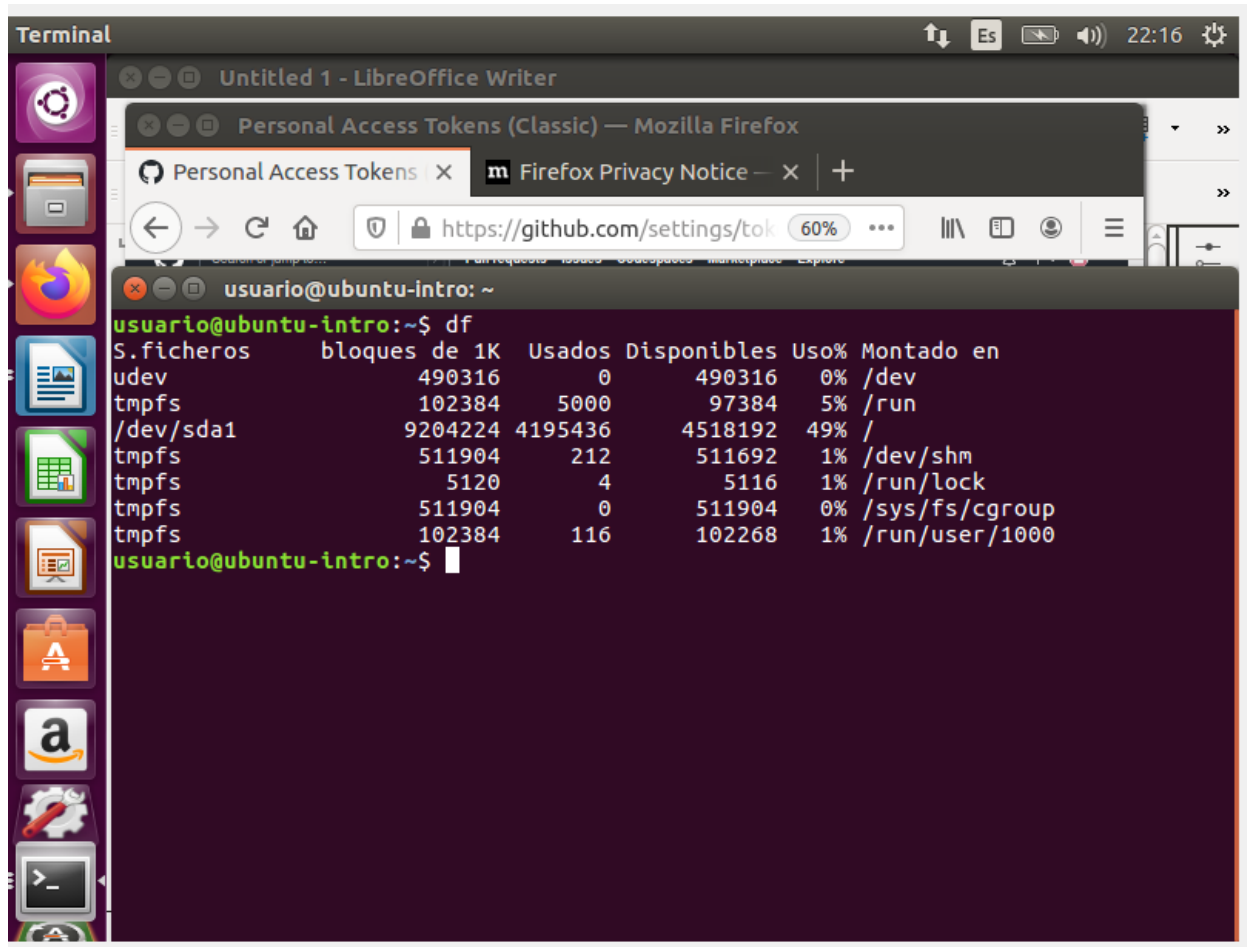 Terminal Es 22:16
Untitled 1 - LibreOffice Writer
Personal Access Tokens (Classic) — Mozilla Firefox
Personal Access Tokens m Firefox Privacy Notice —
https://github.com/settings/tok 60%
usuario@ubuntu-intro: ~
usuario@ubuntu-intro:~$ df
S.ficheros bloques de 1K Usados Disponibles Uso% Montado en
udev 490316 0 490316 0% /dev
tmpfs 102384 5000 97384 5% /run
/dev/sda1 9204224 4195436 4518192 49% /
tmpfs 511904 212 511692 1% /dev/shm
tmpfs 5120 4 5116 1% /run/lock
tmpfs 511904 0 511904 0% /sys/fs/cgroup
tmpfs 102384 116 102268 1% /run/user/1000
usuario@ubuntu-intro:~$